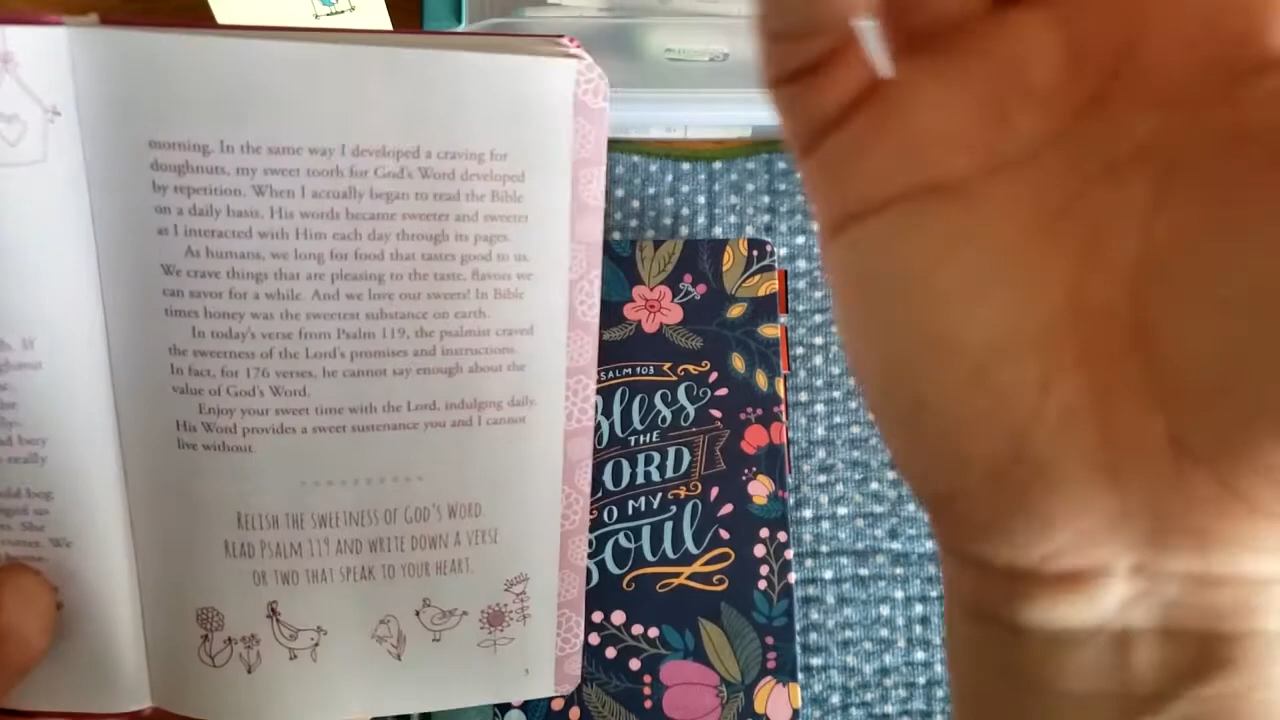 morning. In the same way I developed a craving for
doughnuts, my sweet tooth for God's Word developed
by repetition. When I actually began to read the Bible
on a daily basis, His words became sweeter and sweeter
as I interacted with Him each day through its pages.
As humans, we long for food that tastes good to us.
We crave things that are pleasing to the taste, flavors we
can savor for a while. And we love our sweets! In Bible
times honey was the sweetest substance on earth.
In today's verse from Psalm 119, the psalmist craved
the sweetness of the Lord's promises and instructions.
In fact, for 176 verses, he cannot say enough about the
value of God's Word.
Enjoy your sweet time with the Lord, indulging daily.
His Word provides a sweet sustenance you and I cannot
live without.
RELISH THE SWEETNESS OF GOD'S WORD.
READ PSALM 119 AND WRITE DOWN A VERSE
OR TWO THAT SPEAK TO YOUR HEART.
PSALM 103
Bless
THE
LORD
O MY
Soul